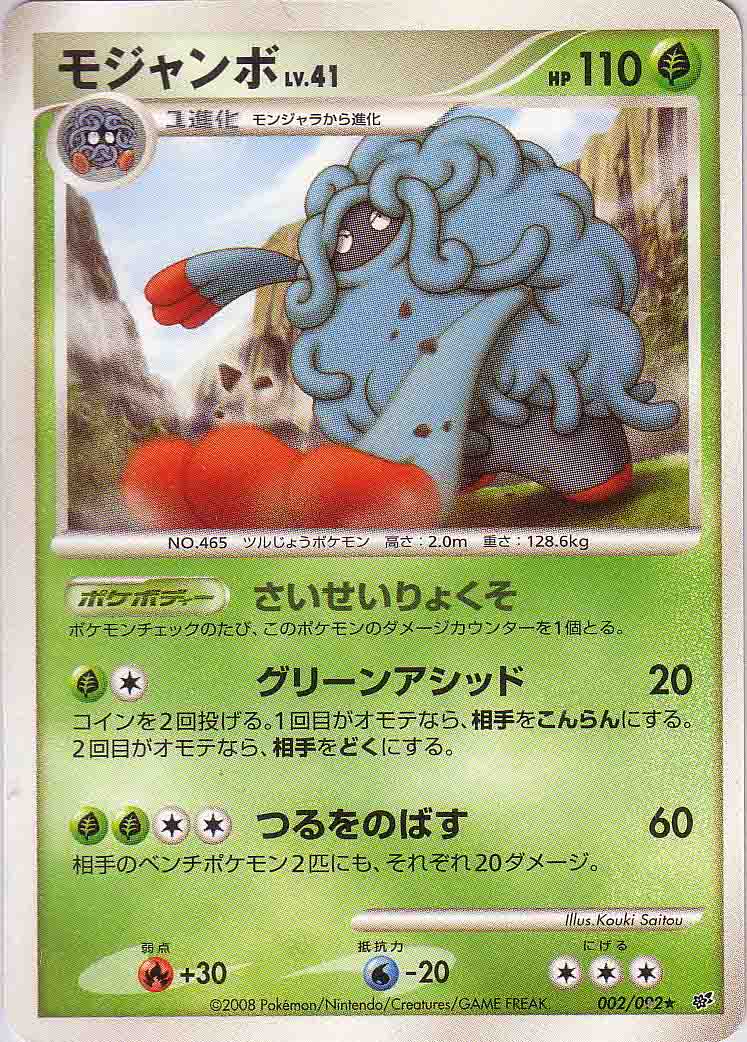 モジャンボ LV.41 HP 110
1進化 モンジャラから進化
NO.465 ツルじょうポケモン 高さ:2.0m 重さ:128.6kg
ポケボディー さいせいりょくそ
ポケモンチェックのたび、このポケモンのダメージカウンターを1個とる。
グリーンアシッド 20
コインを2回投げる。1回目がオモテなら、相手をこんらんにする。
2回目がオモテなら、相手をどくにする。
つるをのばす 60
相手のベンチポケモン2匹にも、それぞれ20ダメージ。
Illus.Kouki Saitou
弱点 抵抗力 にげる
+30 -20
©2008 Pokémon/Nintendo/Creatures/GAME FREAK. 002/092★